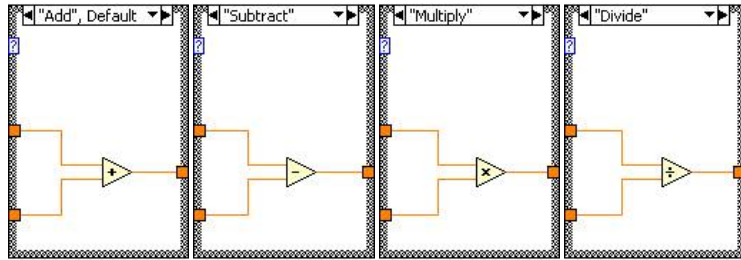 "Add", Default
"Subtract"
"Multiply"
"Divide"
?
?
?
?
+
−
×
÷